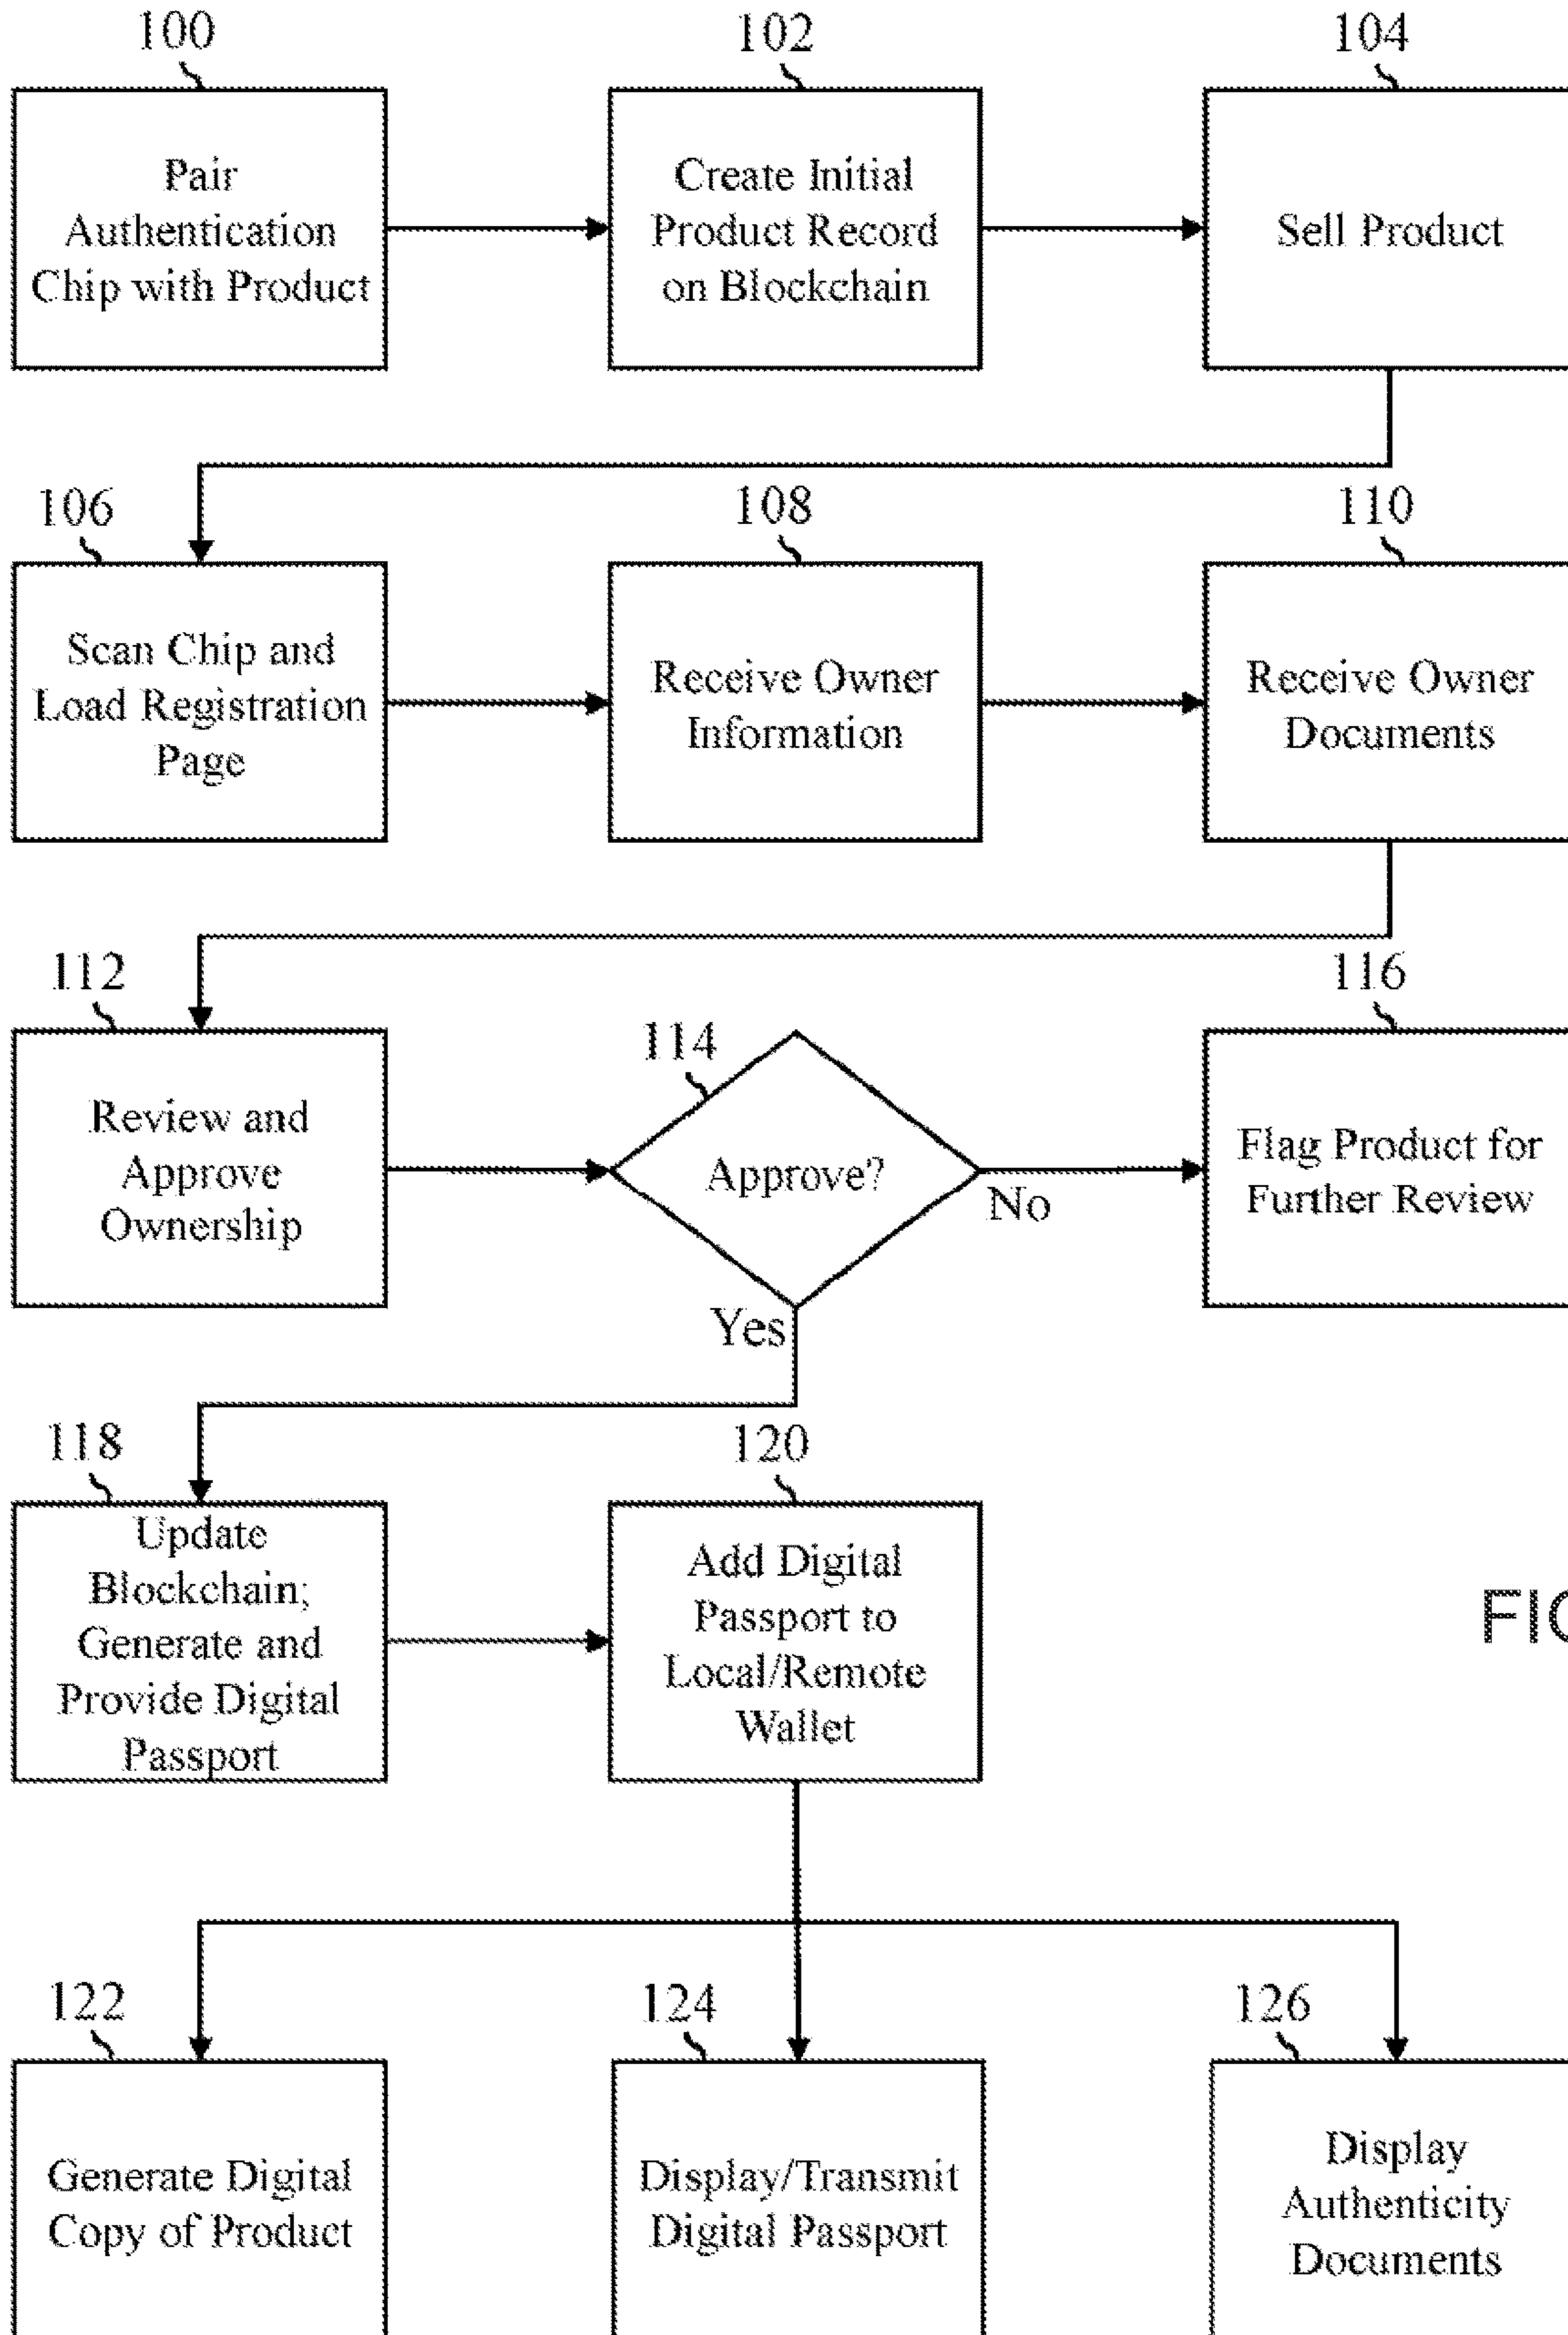 100
102
104
Pair
Authentication
Chip with Product
Create Initial
Product Record
on Blockchain
Sell Product
106
108
110
Scan Chip and
Load Registration
Page
Receive Owner
Information
Receive Owner
Documents
112
114
116
Review and
Approve
Ownership
Approve?
No
Yes
Flag Product for
Further Review
118
120
Update
Blockchain;
Generate and
Provide Digital
Passport
Add Digital
Passport to
Local/Remote
Wallet
FIG
122
124
126
Generate Digital
Copy of Product
Display/Transmit
Digital Passport
Display
Authenticity
Documents